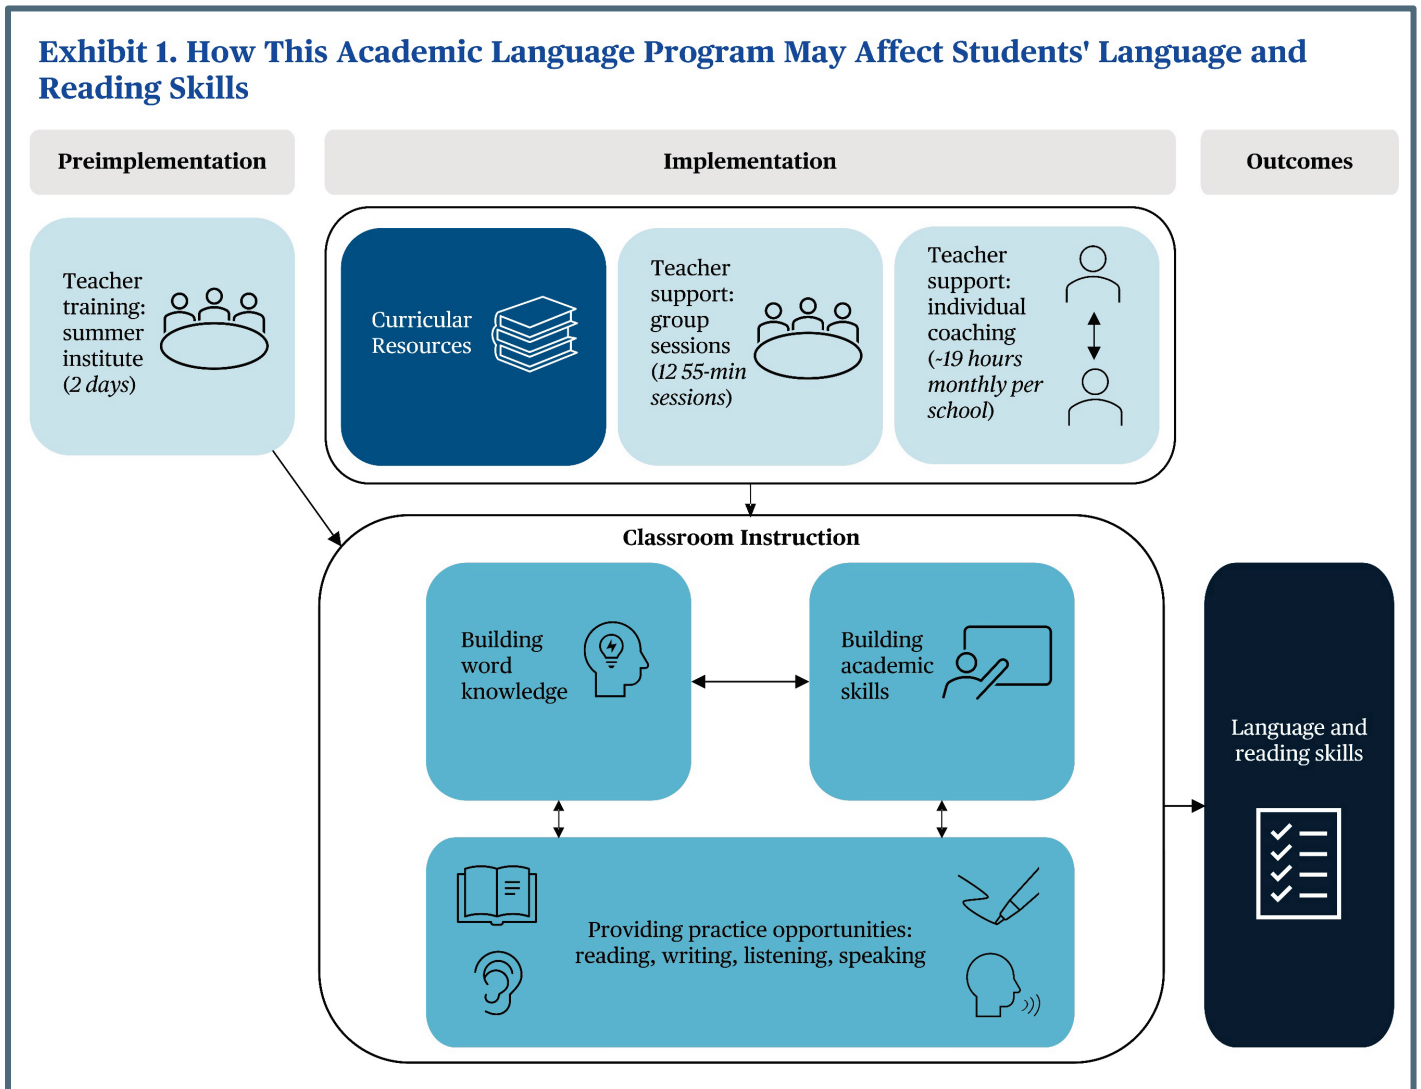 Exhibit 1. How This Academic Language Program May Affect Students' Language and
Reading Skills
Preimplementation
Implementation
Outcomes
Teacher
training:
summer
institute
(2 days)
Curricular
Resources
Teacher
support:
group
sessions
(12 55-min
sessions)
Teacher
support:
individual
coaching
(~19 hours
monthly per
school)
Classroom Instruction
Building
word
knowledge
Building
academic
skills
Providing practice opportunities:
reading, writing, listening, speaking
Language and
reading skills